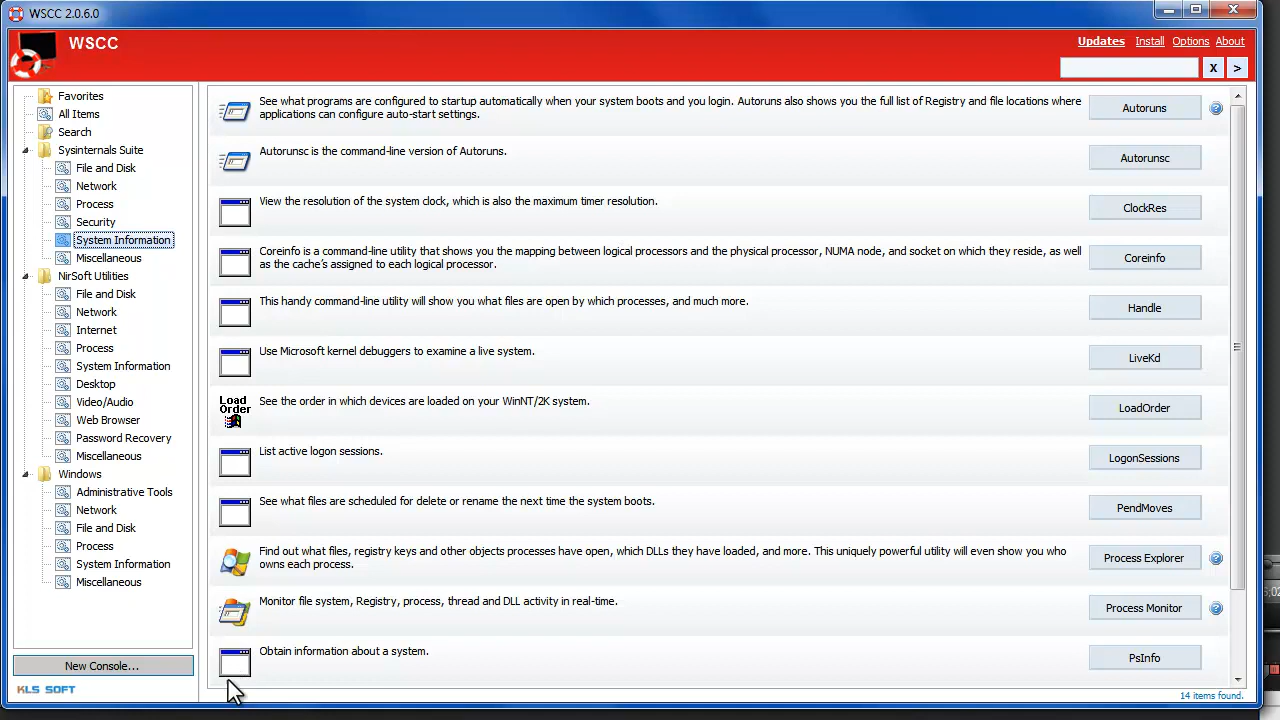 WSCC 2.0.6.0
WSCC
Updates Install Options About
X >
Favorites
All Items
Search
Sysinternals Suite
File and Disk
Network
Process
Security
System Information
Miscellaneous
NirSoft Utilities
File and Disk
Network
Internet
Process
System Information
Desktop
Video/Audio
Web Browser
Password Recovery
Miscellaneous
Windows
Administrative Tools
Network
File and Disk
Process
System Information
Miscellaneous
New Console...
KLS SOFT
See what programs are configured to startup automatically when your system boots and you login. Autoruns also shows you the full list of Registry and file locations where
applications can configure auto-start settings.
Autoruns
Autorunsc is the command-line version of Autoruns.
Autorunsc
View the resolution of the system clock, which is also the maximum timer resolution.
ClockRes
Coreinfo is a command-line utility that shows you the mapping between logical processors and the physical processor, NUMA node, and socket on which they reside, as well
as the cache's assigned to each logical processor.
Coreinfo
This handy command-line utility will show you what files are open by which processes, and much more.
Handle
Use Microsoft kernel debuggers to examine a live system.
LiveKd
Load
Order
See the order in which devices are loaded on your WinNT/2K system.
LoadOrder
List active logon sessions.
LogonSessions
See what files are scheduled for delete or rename the next time the system boots.
PendMoves
Find out what files, registry keys and other objects processes have open, which DLLs they have loaded, and more. This uniquely powerful utility will even show you who
owns each process.
Process Explorer
Monitor file system, Registry, process, thread and DLL activity in real-time.
Process Monitor
Obtain information about a system.
PsInfo
14 items found.